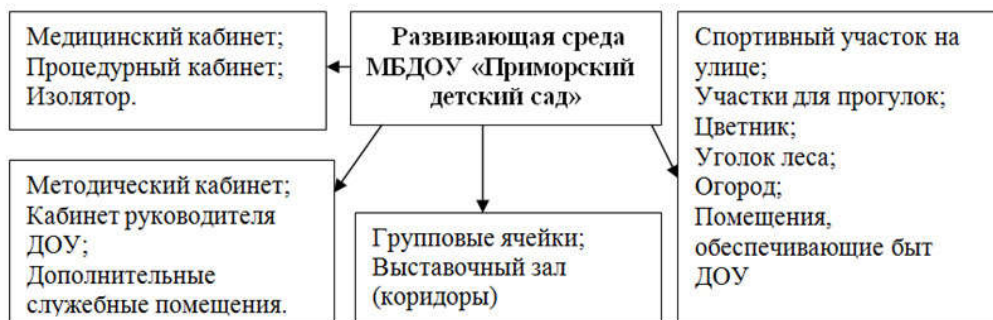 Медицинский кабинет;
Процедурный кабинет;
Изолятор.
Развивающая среда
МБДОУ «Приморский
детский сад»
Спортивный участок на
улице;
Участки для прогулок;
Цветник;
Уголок леса;
Огород;
Помещения,
обеспечивающие быт
ДОУ
Методический кабинет;
Кабинет руководителя
ДОУ;
Дополнительные
служебные помещения.
Групповые ячейки;
Выставочный зал
(коридоры)